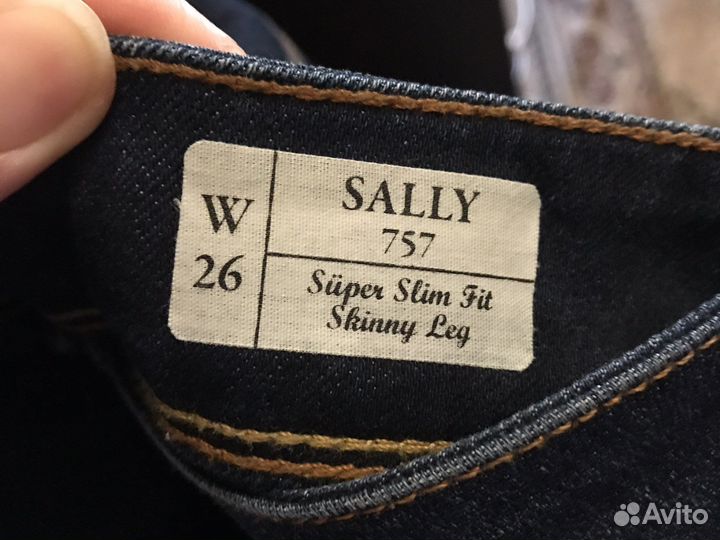 W
26
SALLY
757
Süper Slim Fit
Skinny Leg
Avito